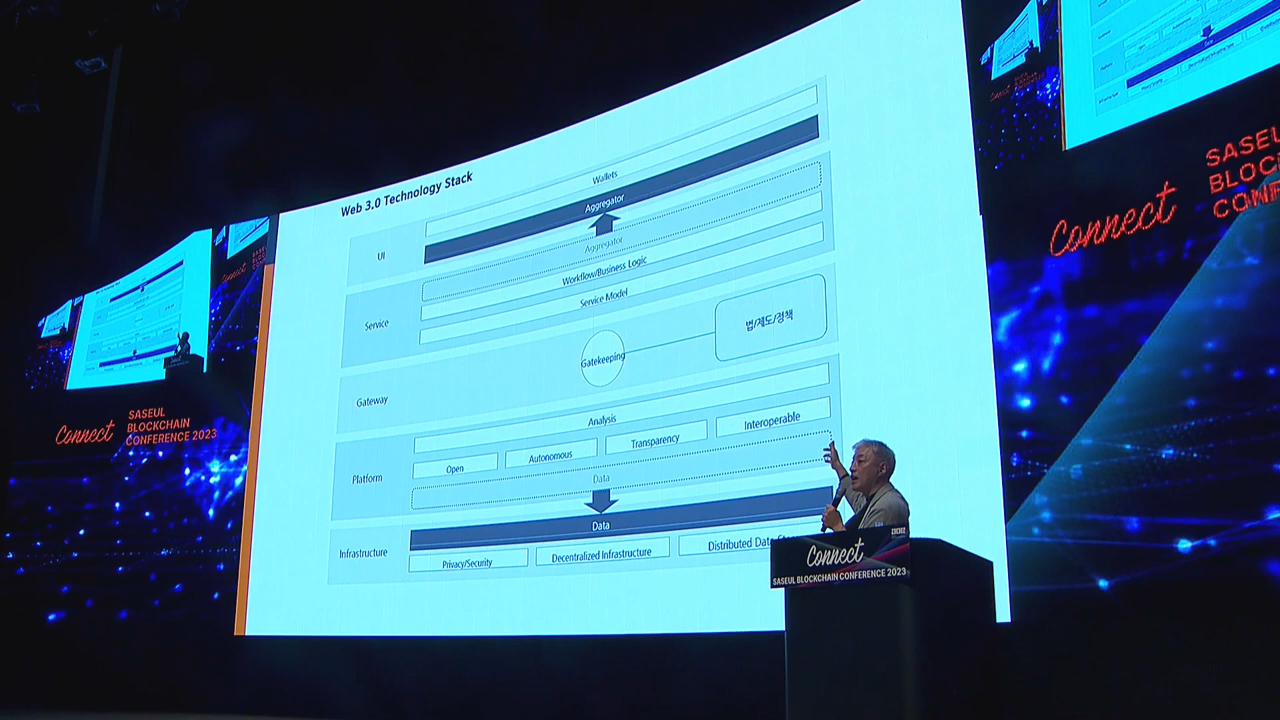 Web 3.0 Technology Stack
Wallets
Aggregator
UI
Aggregator
Workflow/Business Logic
Service Model
Service
법/제도/정책
Gatekeeping
Gateway
Analysis
Open
Autonomous
Transparency
Interoperable
Platform
Data
Data
Infrastructure
Privacy/Security
Decentralized Infrastructure
Distributed Data
Connect
SASEUL
BLOCKCHAIN
CONFERENCE 2023
Connect
SASEUL BLOCKCHAIN CONFERENCE 2023
Connect
SASEUL